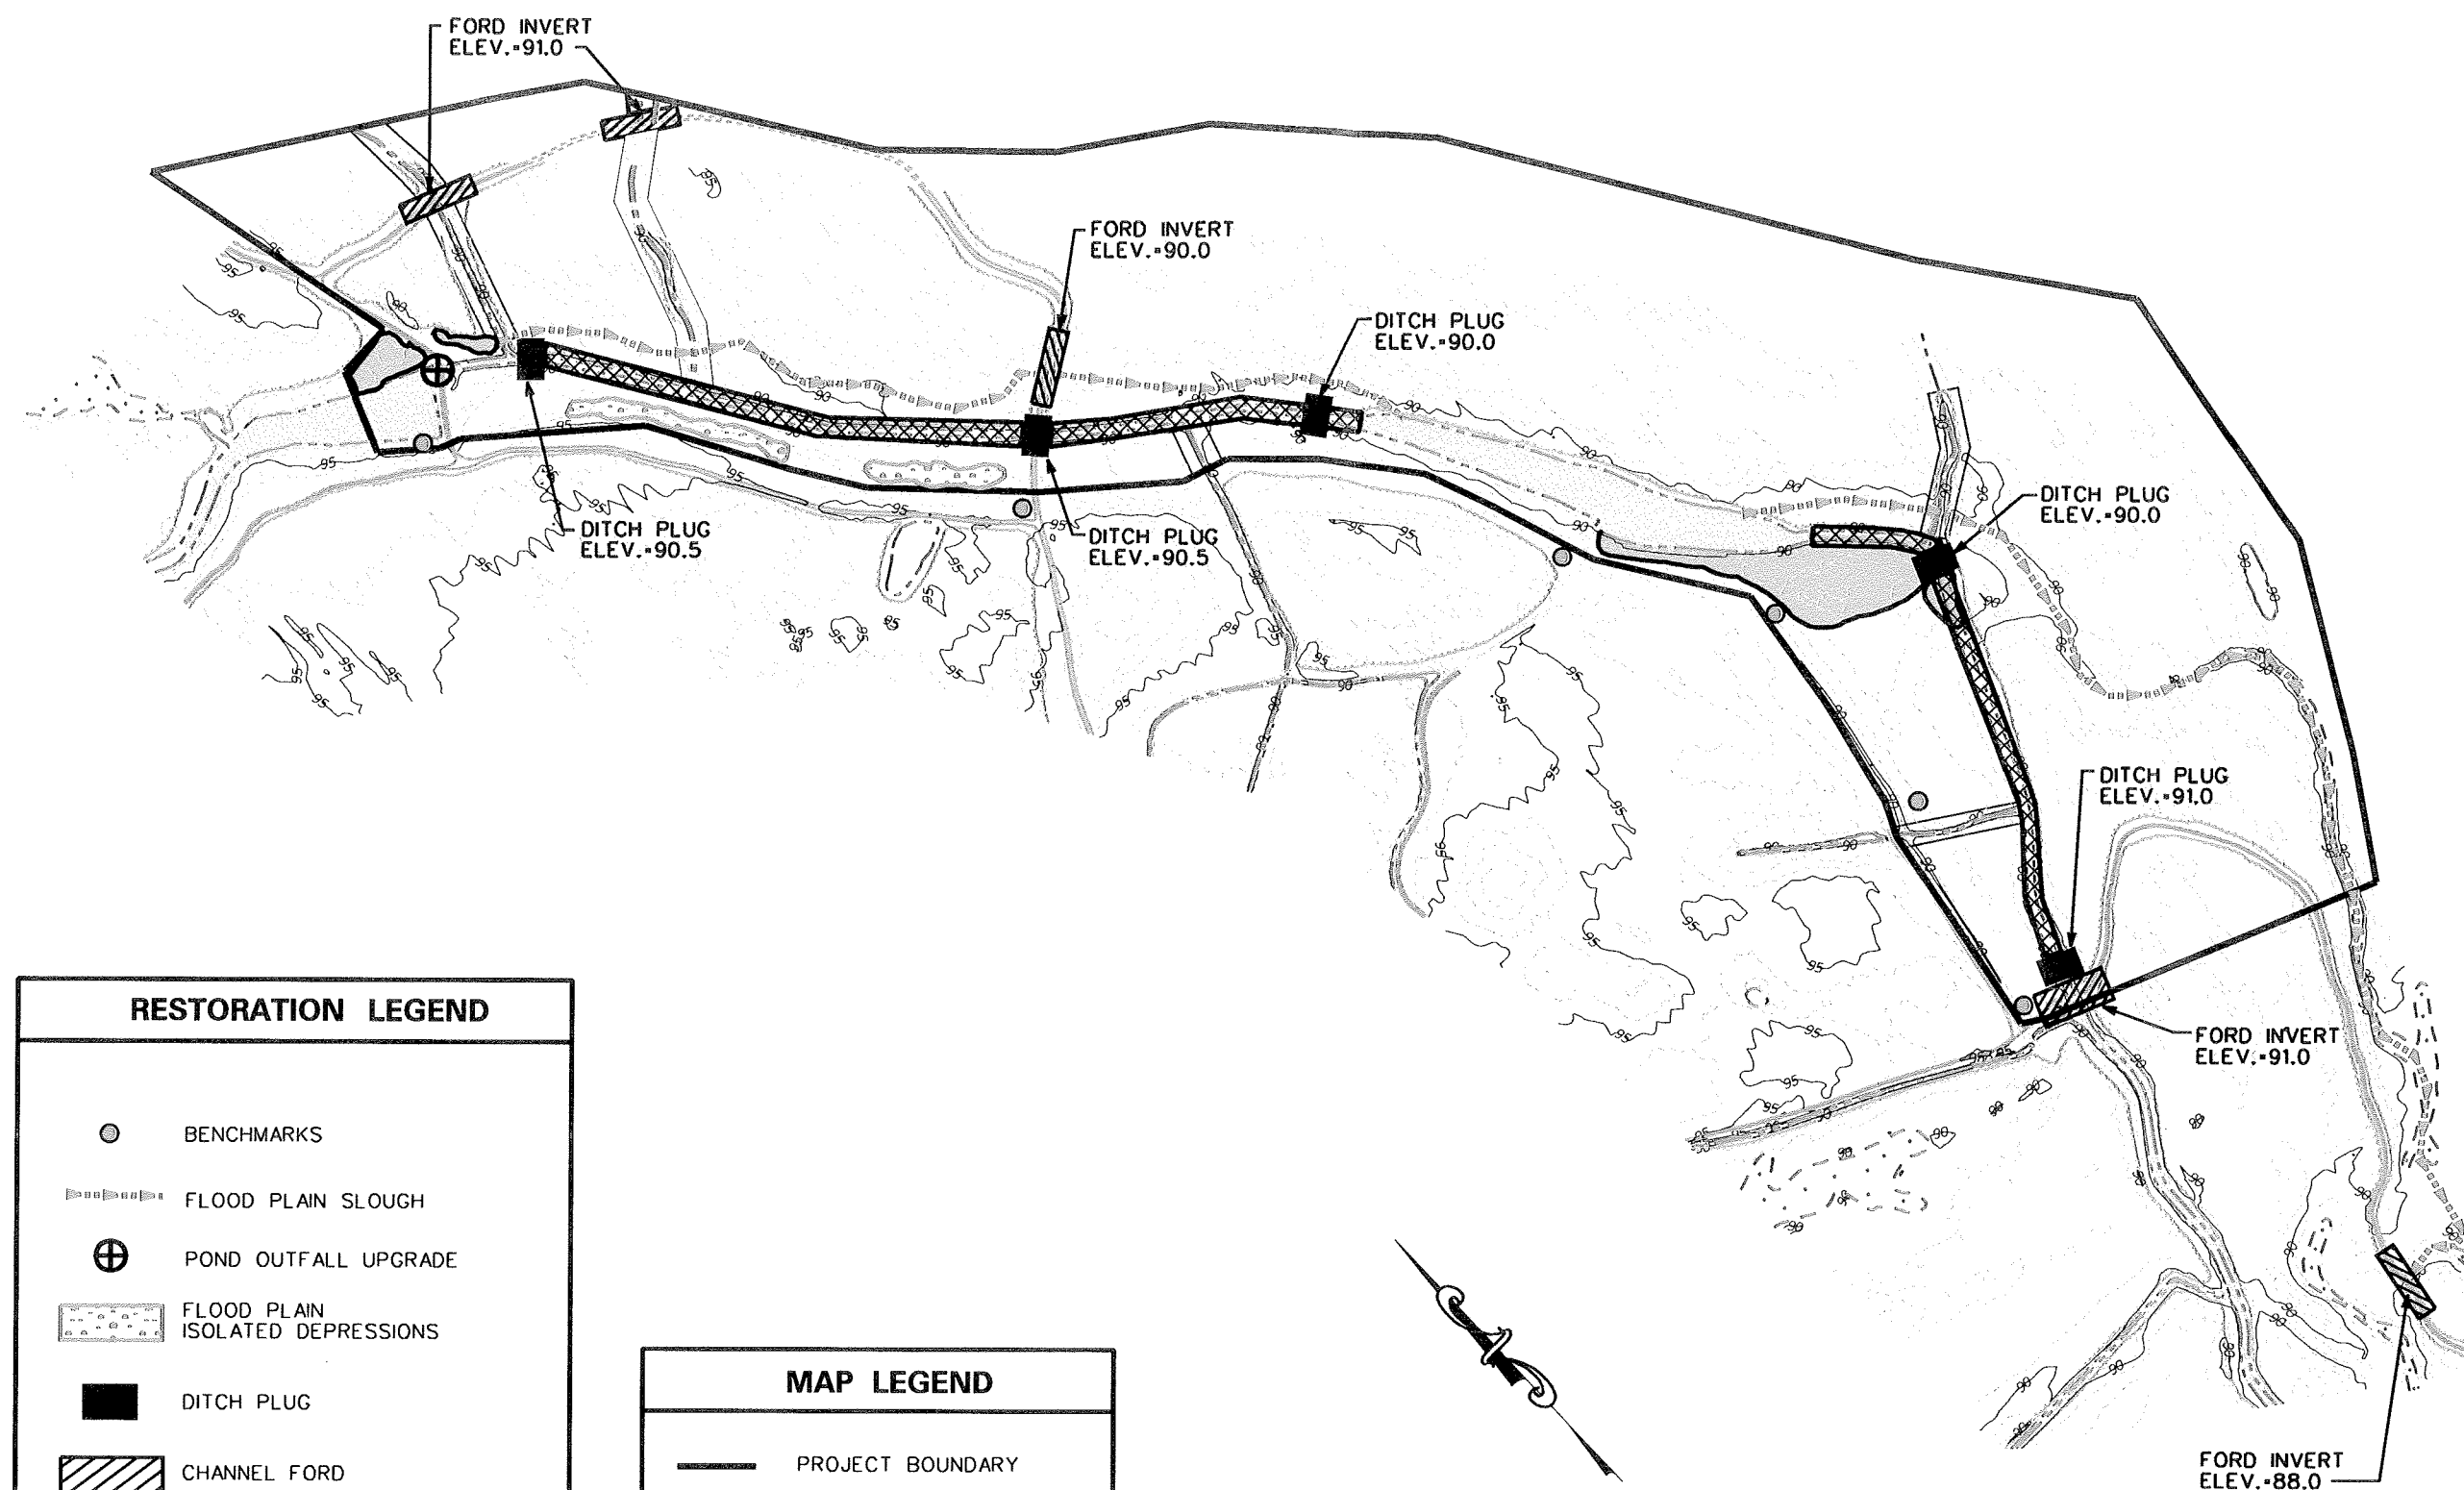 FORD INVERT
ELEV.=91.0
FORD INVERT
ELEV.=90.0
DITCH PLUG
ELEV.=90.0
DITCH PLUG
ELEV.=90.5
DITCH PLUG
ELEV.=90.5
DITCH PLUG
ELEV.=90.0
DITCH PLUG
ELEV.=91.0
FORD INVERT
ELEV.=91.0
FORD INVERT
ELEV.=88.0
RESTORATION LEGEND
BENCHMARKS
FLOOD PLAIN SLOUGH
POND OUTFALL UPGRADE
FLOOD PLAIN
ISOLATED DEPRESSIONS
DITCH PLUG
CHANNEL FORD
MAP LEGEND
PROJECT BOUNDARY